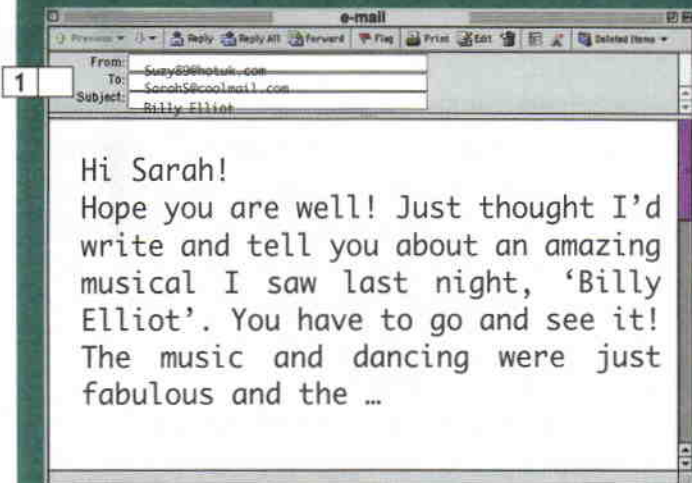 e-mail
Previous Reply Reply All Forward Flag Print Edit Deleted Items
From: Suzy89@hotuk.com
1
To: SarahS@coolmail.com
Subject: Billy Elliot
Hi Sarah!
Hope you are well! Just thought I'd
write and tell you about an amazing
musical I saw last night, ‘Billy
Elliot’. You have to go and see it!
The music and dancing were just
fabulous and the …